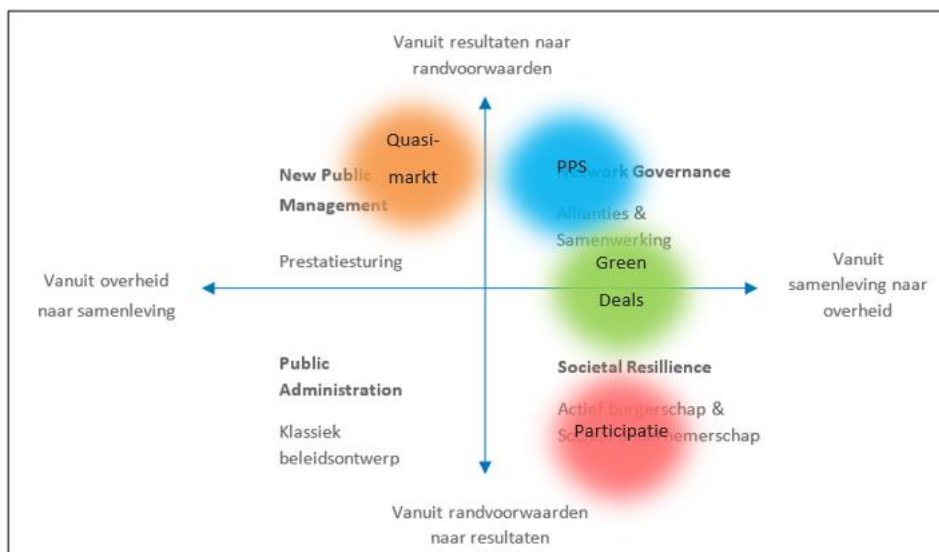 Vanuit resultaten naar
randvoorwaarden
Quasi-
markt
New Public
Management
Prestatiesturing
PPS
Network Governance
Allianties &
Samenwerking
Green
Deals
Vanuit overheid
naar samenleving
Vanuit
samenleving naar
overheid
Public
Administration
Klassiek
beleidsontwerp
Societal Resillience
Actief burgerschap &
Participatie
Vanuit randvoorwaarden
naar resultaten